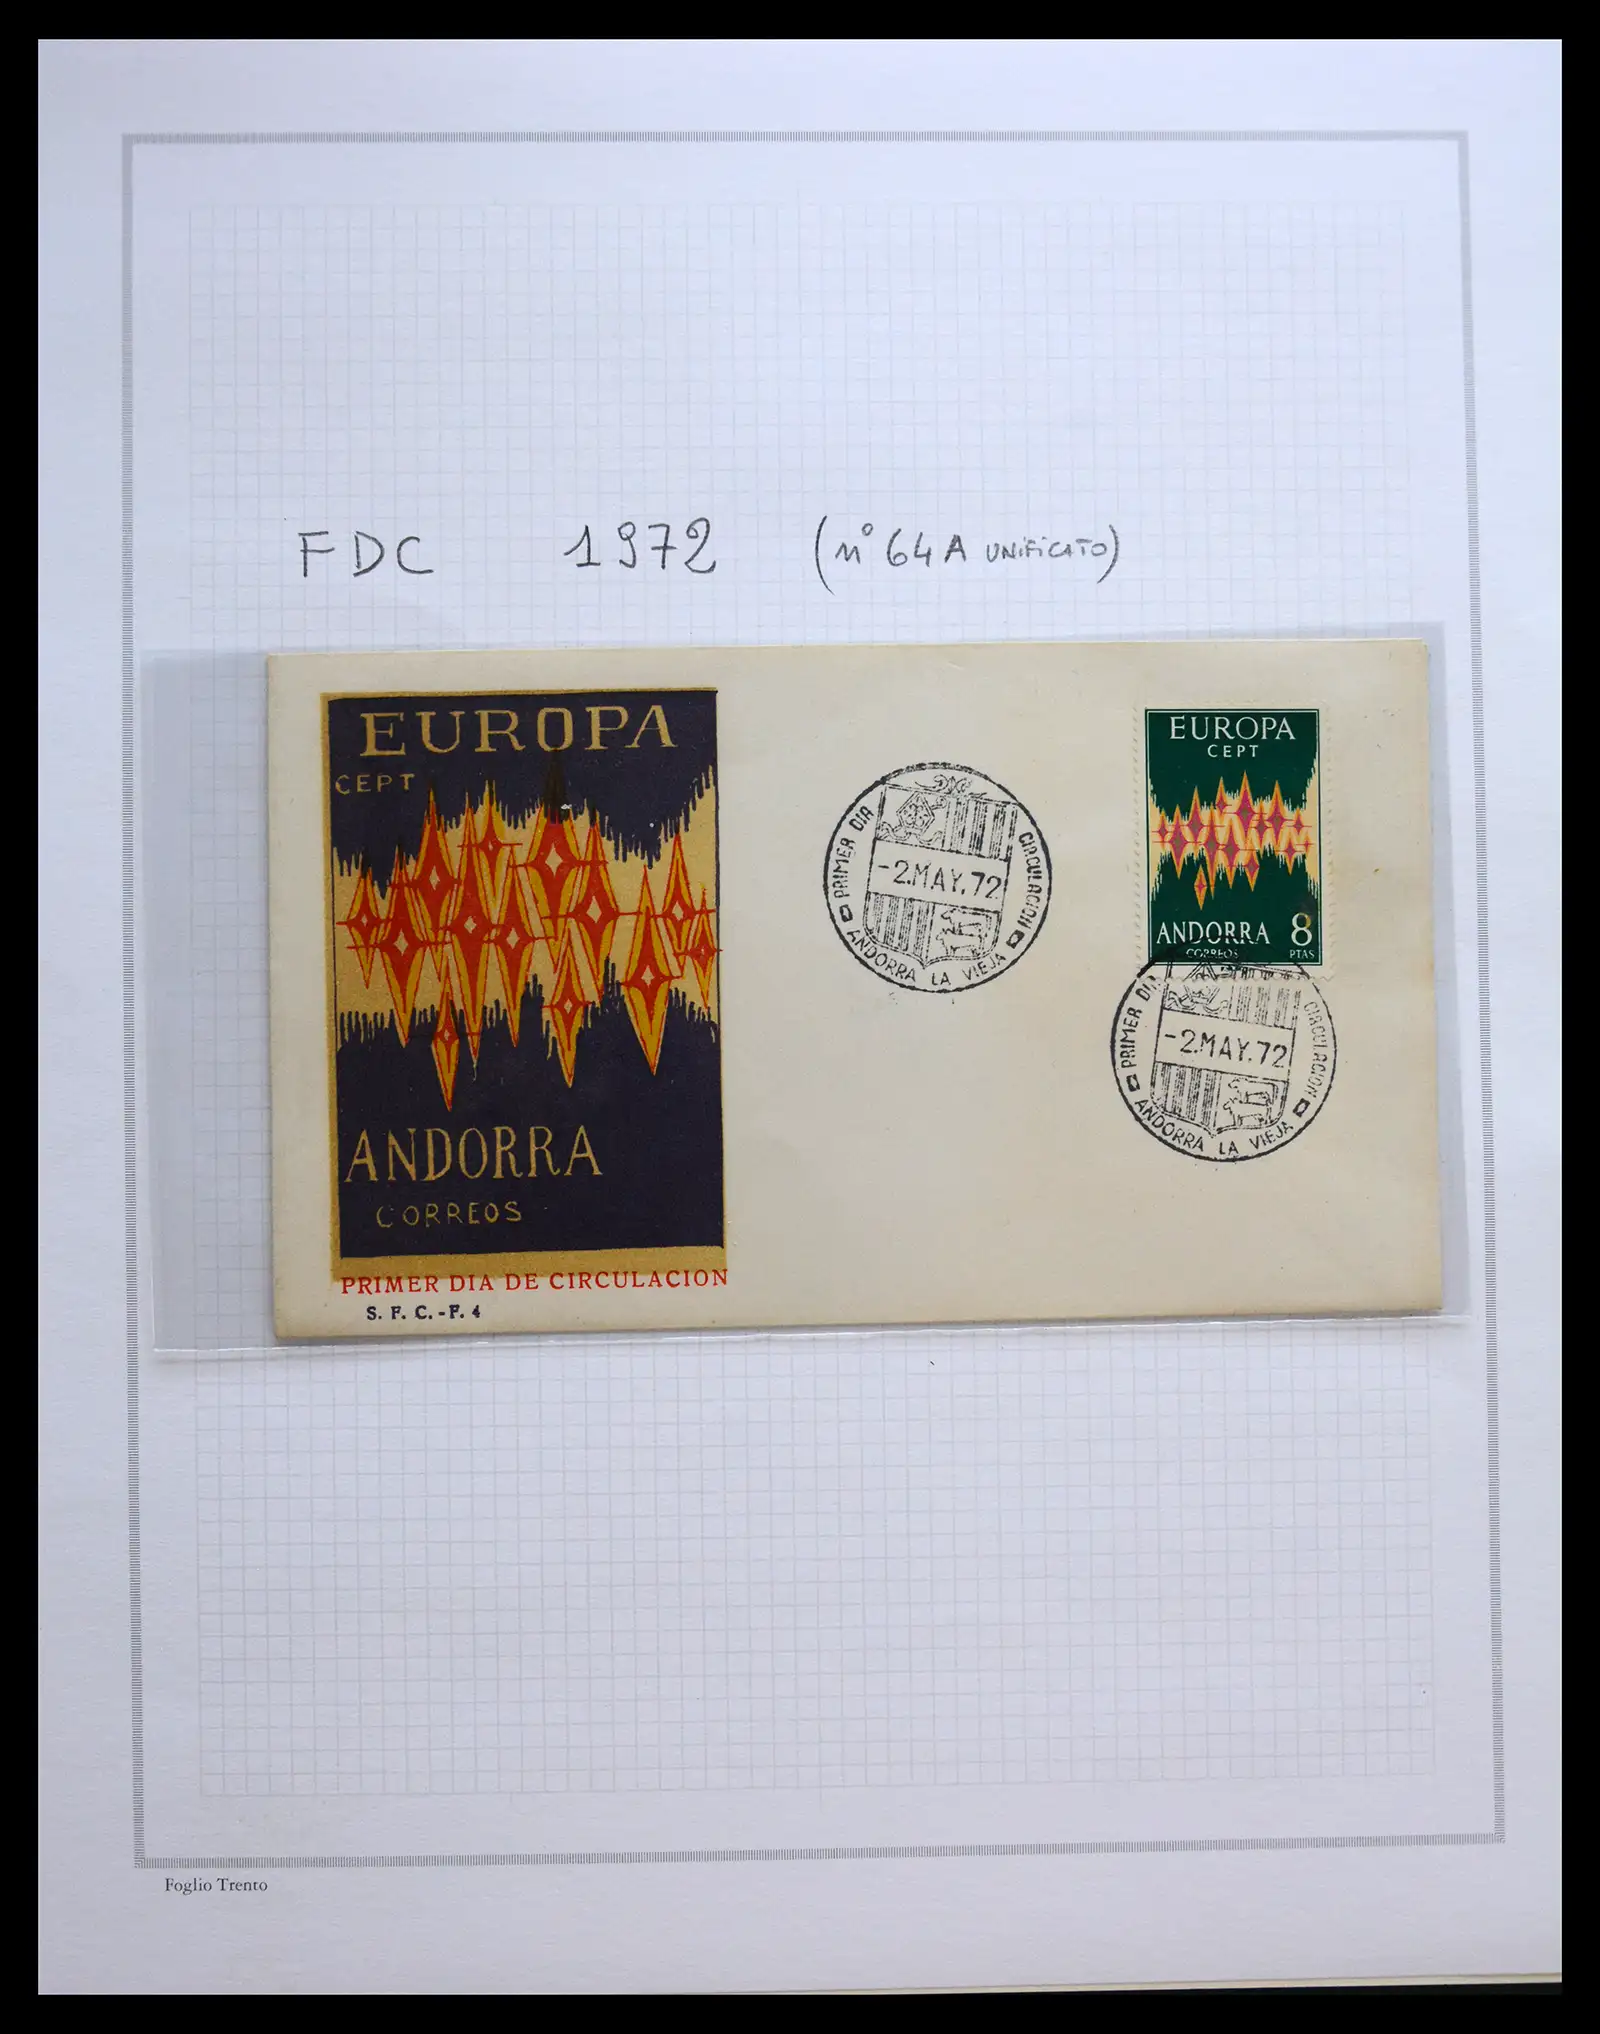 FDC 1972 (n° 64 A UNIFICATO)
EUROPA
CEPT
ANDORRA
CORREOS
PRIMER DIA DE CIRCULACION
S. F. C. -F. 4
PRIMER DIA CIRCULACION
-2.MAY.72
ANDORRA LA VIEJA
EUROPA
CEPT
ANDORRA 8
CORREOS PTAS
PRIMER DIA CIRCULACION
-2.MAY.72
ANDORRA LA VIEJA
Foglio Trento